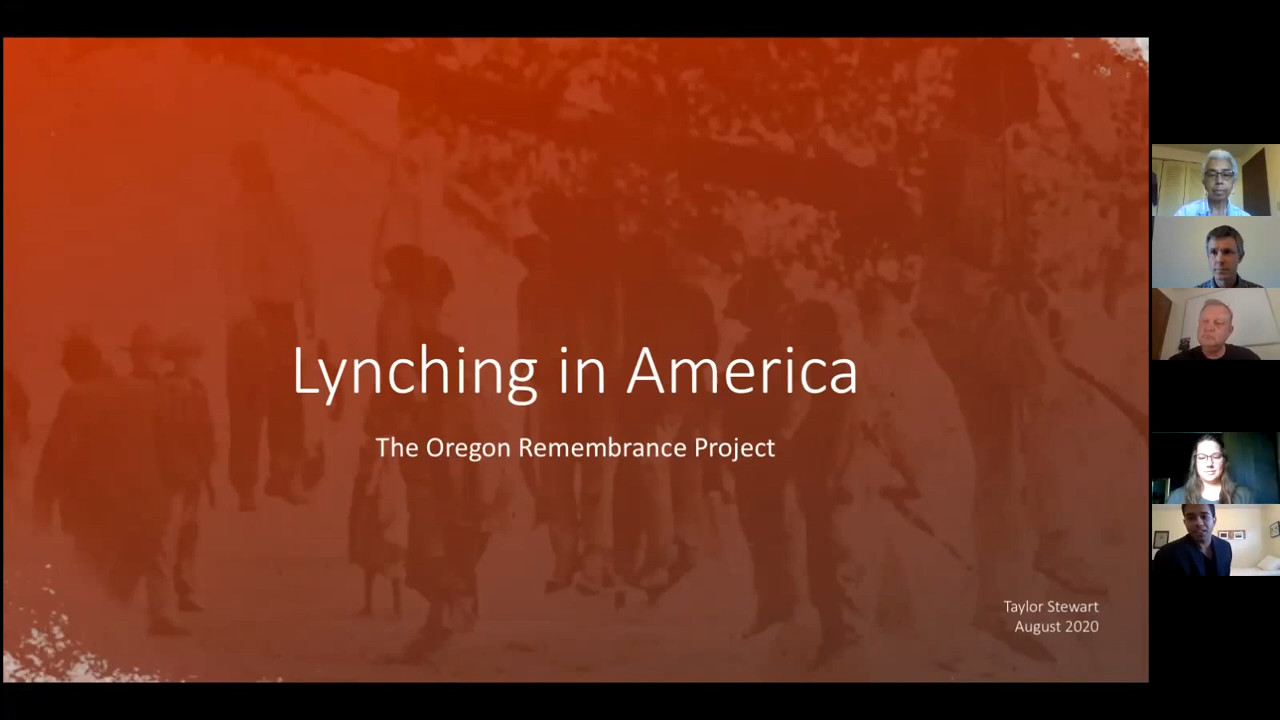 Lynching in America
The Oregon Remembrance Project
Taylor Stewart
August 2020